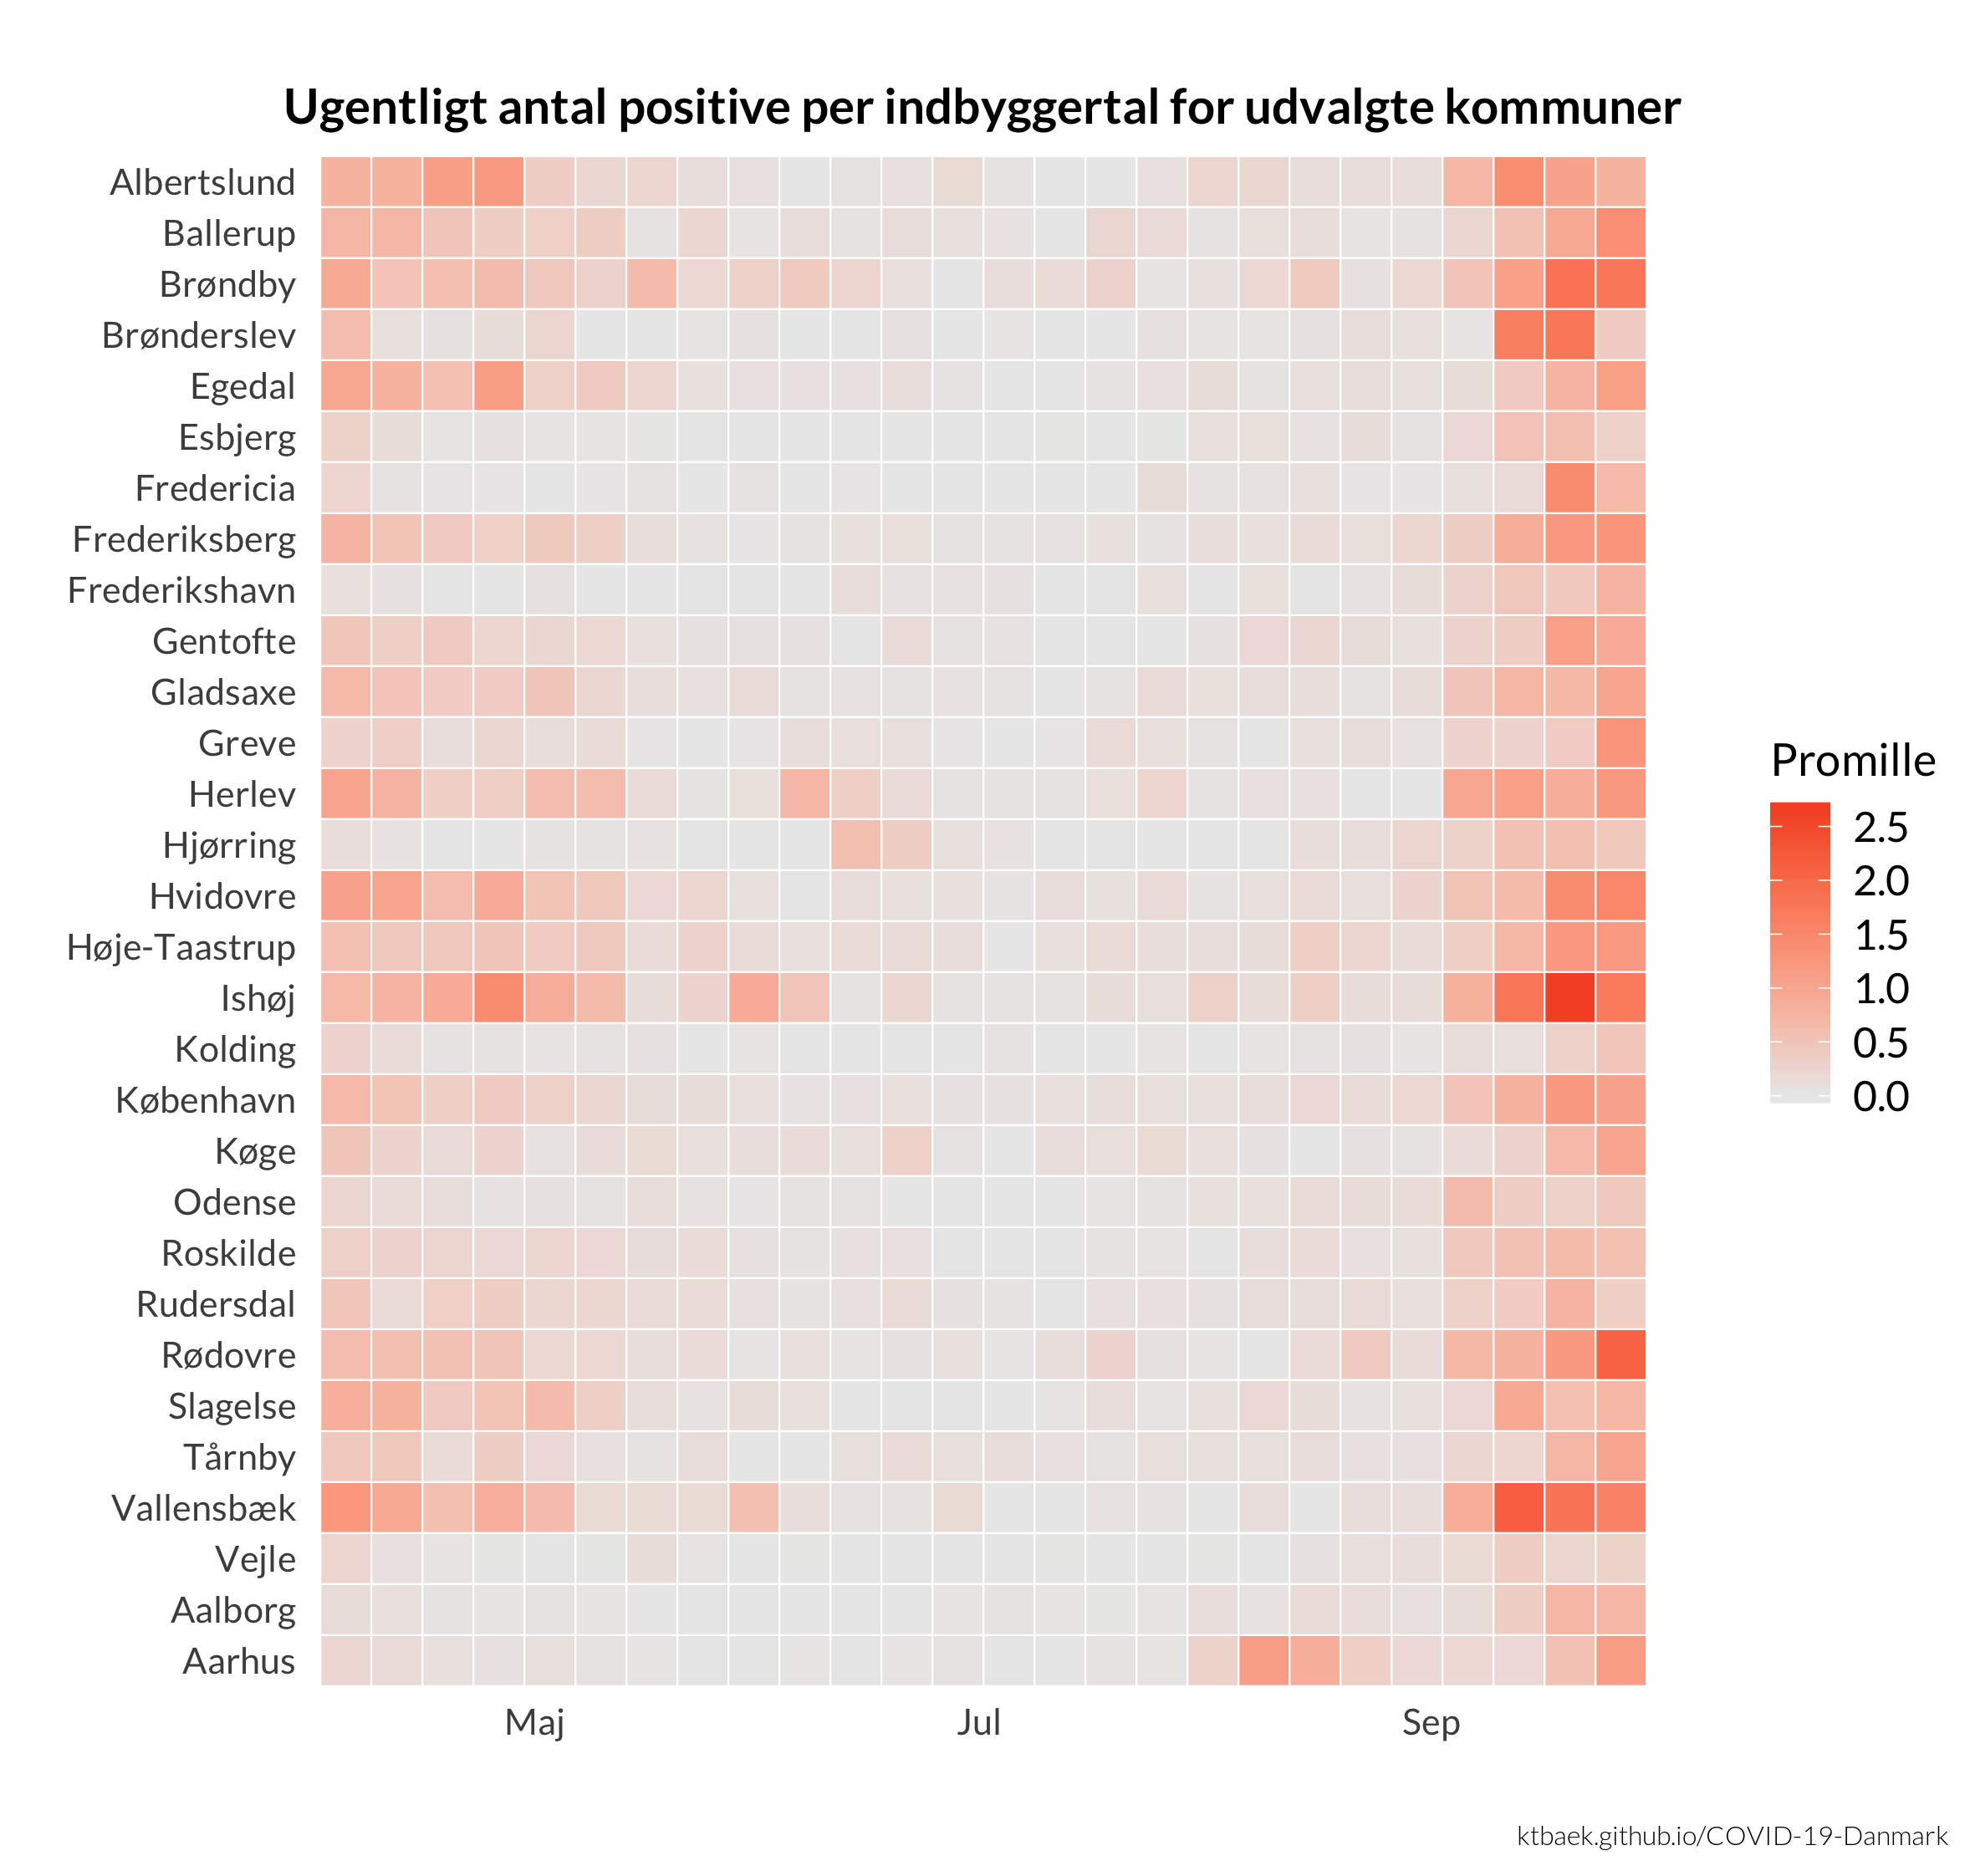 Ugentligt antal positive per indbyggertal for udvalgte kommuner
Albertslund
Ballerup
Brøndby
Brønderslev
Egedal
Esbjerg
Fredericia
Frederiksberg
Frederikshavn
Gentofte
Gladsaxe
Greve
Herlev
Hjørring
Hvidovre
Høje-Taastrup
Ishøj
Kolding
København
Køge
Odense
Roskilde
Rudersdal
Rødovre
Slagelse
Tårnby
Vallensbæk
Vejle
Aalborg
Aarhus
Maj
Jul
Sep
Promille
2.5
2.0
1.5
1.0
0.5
0.0
ktbaek.github.io/COVID-19-Danmark